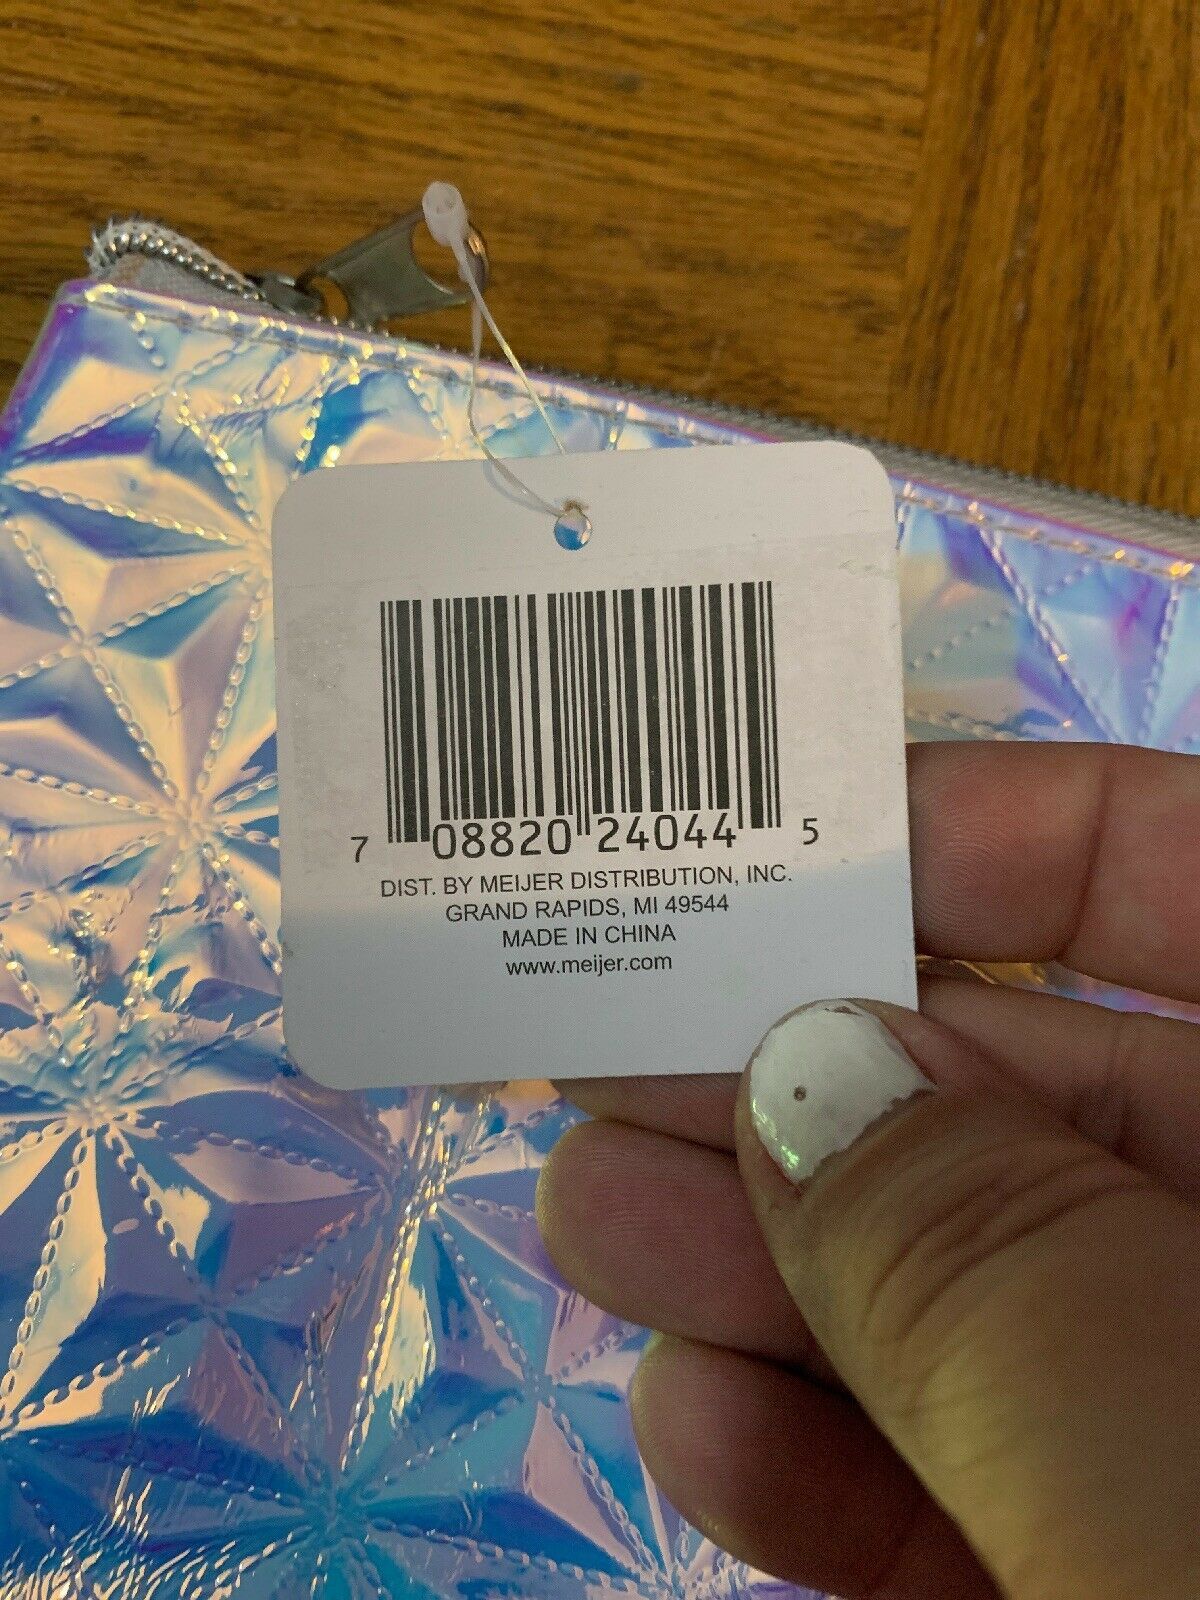 7 08820 24044 5
DIST. BY MEIJER DISTRIBUTION, INC.
GRAND RAPIDS, MI 49544
MADE IN CHINA
www.meijer.com